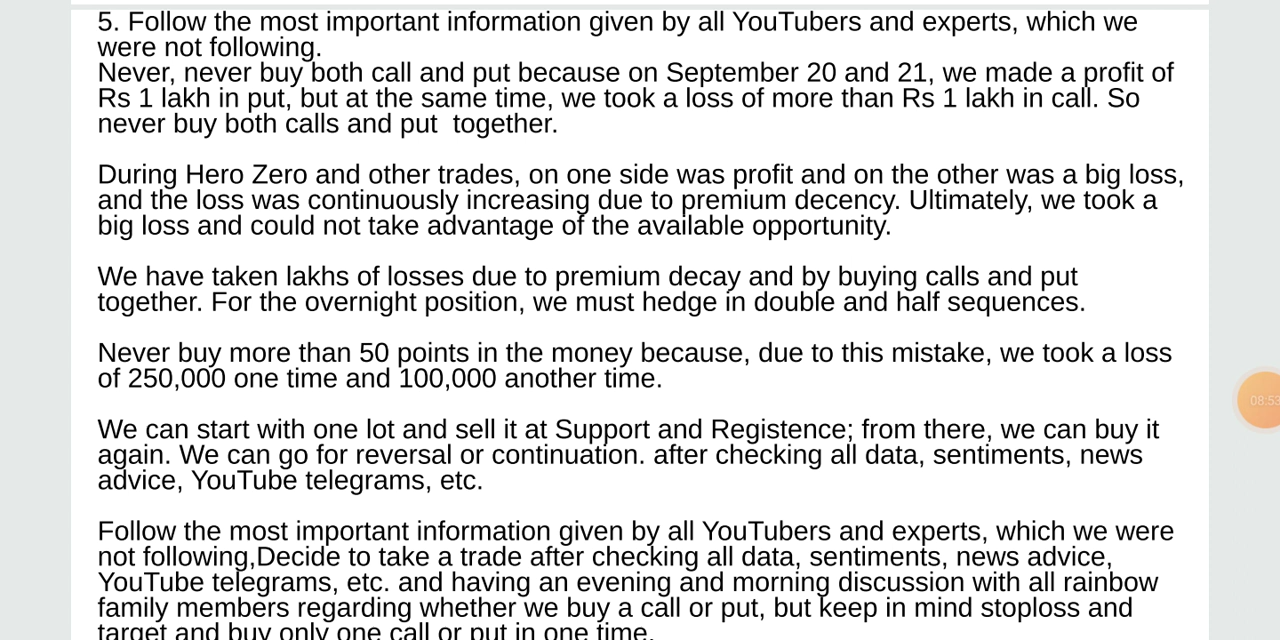 5. Follow the most important information given by all YouTubers and experts, which we
were not following.
Never, never buy both call and put because on September 20 and 21, we made a profit of
Rs 1 lakh in put, but at the same time, we took a loss of more than Rs 1 lakh in call. So
never buy both calls and put  together.
During Hero Zero and other trades, on one side was profit and on the other was a big loss,
and the loss was continuously increasing due to premium decency. Ultimately, we took a
big loss and could not take advantage of the available opportunity.
We have taken lakhs of losses due to premium decay and by buying calls and put
together. For the overnight position, we must hedge in double and half sequences.
Never buy more than 50 points in the money because, due to this mistake, we took a loss
of 250,000 one time and 100,000 another time.
We can start with one lot and sell it at Support and Registence; from there, we can buy it
again. We can go for reversal or continuation. after checking all data, sentiments, news
advice, YouTube telegrams, etc.
Follow the most important information given by all YouTubers and experts, which we were
not following,Decide to take a trade after checking all data, sentiments, news advice,
YouTube telegrams, etc. and having an evening and morning discussion with all rainbow
family members regarding whether we buy a call or put, but keep in mind stoploss and
target and buy only one call or put in one time.
08:53